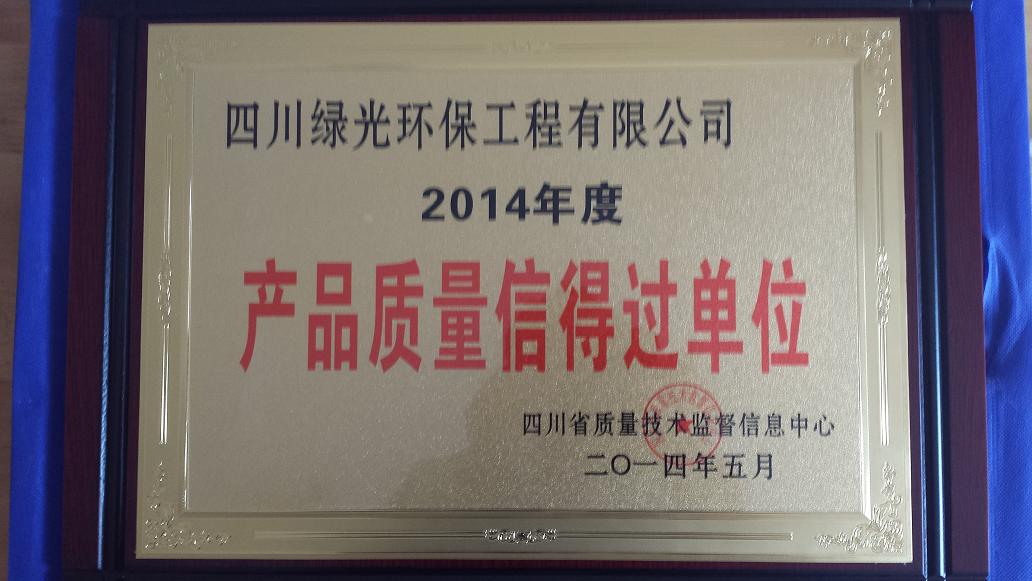 四川绿光环保工程有限公司
2014年度
产品质量信得过单位
四川省质量技术监督信息中心
二〇一四年五月